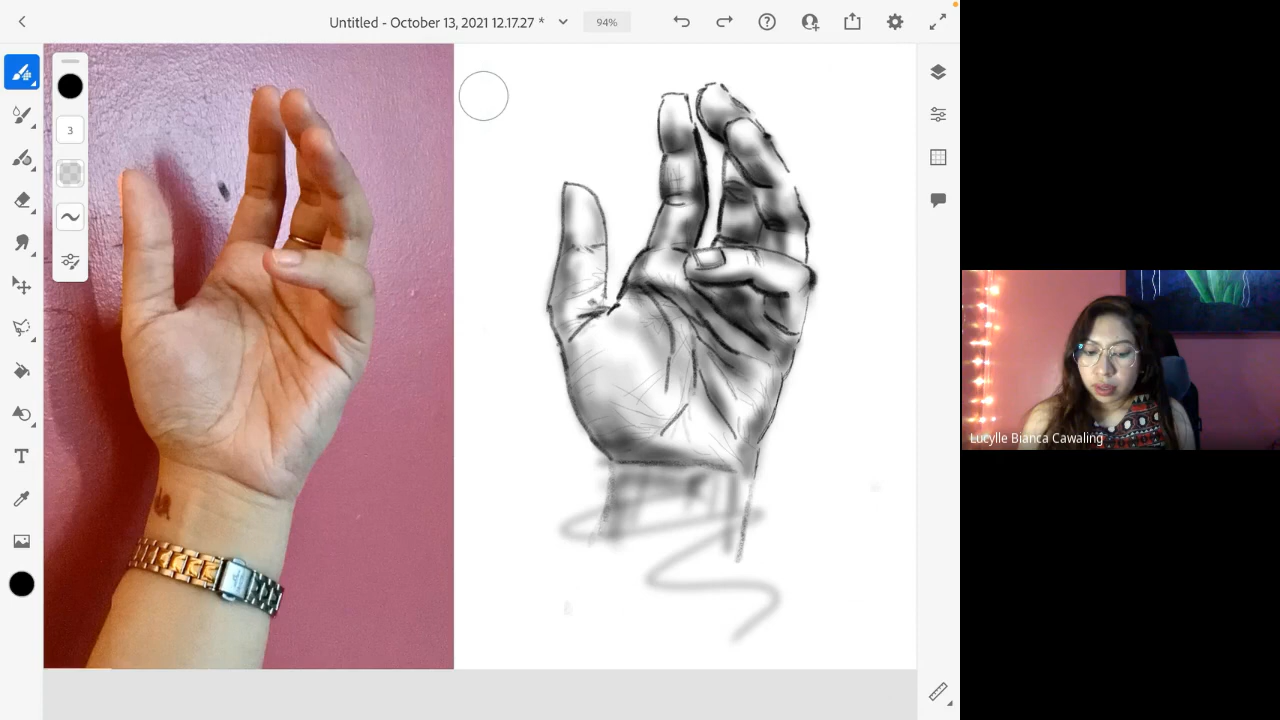 Untitled - October 13, 2021 12.17.27 *
94%
3
T
Lucylle Bianca Cawaling